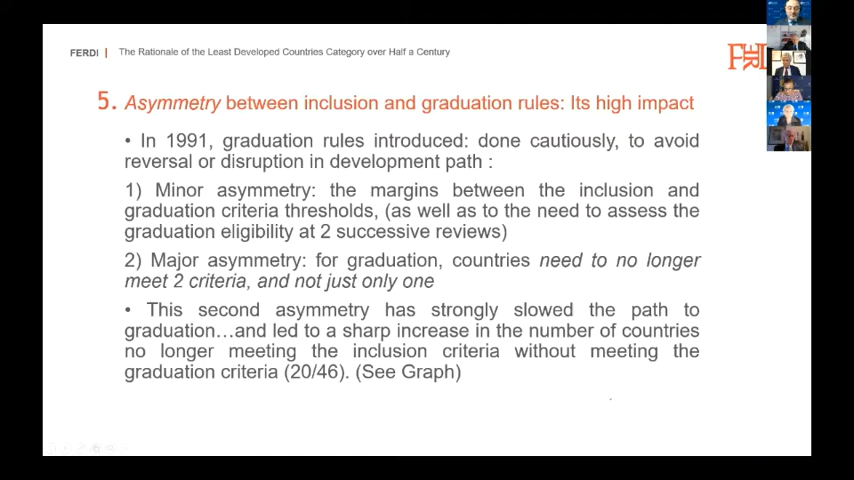 FERDI | The Rationale of the Least Developed Countries Category over Half a Century
5. Asymmetry between inclusion and graduation rules: Its high impact
• In 1991, graduation rules introduced: done cautiously, to avoid
reversal or disruption in development path :
1) Minor asymmetry: the margins between the inclusion and
graduation criteria thresholds, (as well as to the need to assess the
graduation eligibility at 2 successive reviews)
2) Major asymmetry: for graduation, countries need to no longer
meet 2 criteria, and not just only one
• This second asymmetry has strongly slowed the path to
graduation…and led to a sharp increase in the number of countries
no longer meeting the inclusion criteria without meeting the
graduation criteria (20/46). (See Graph)